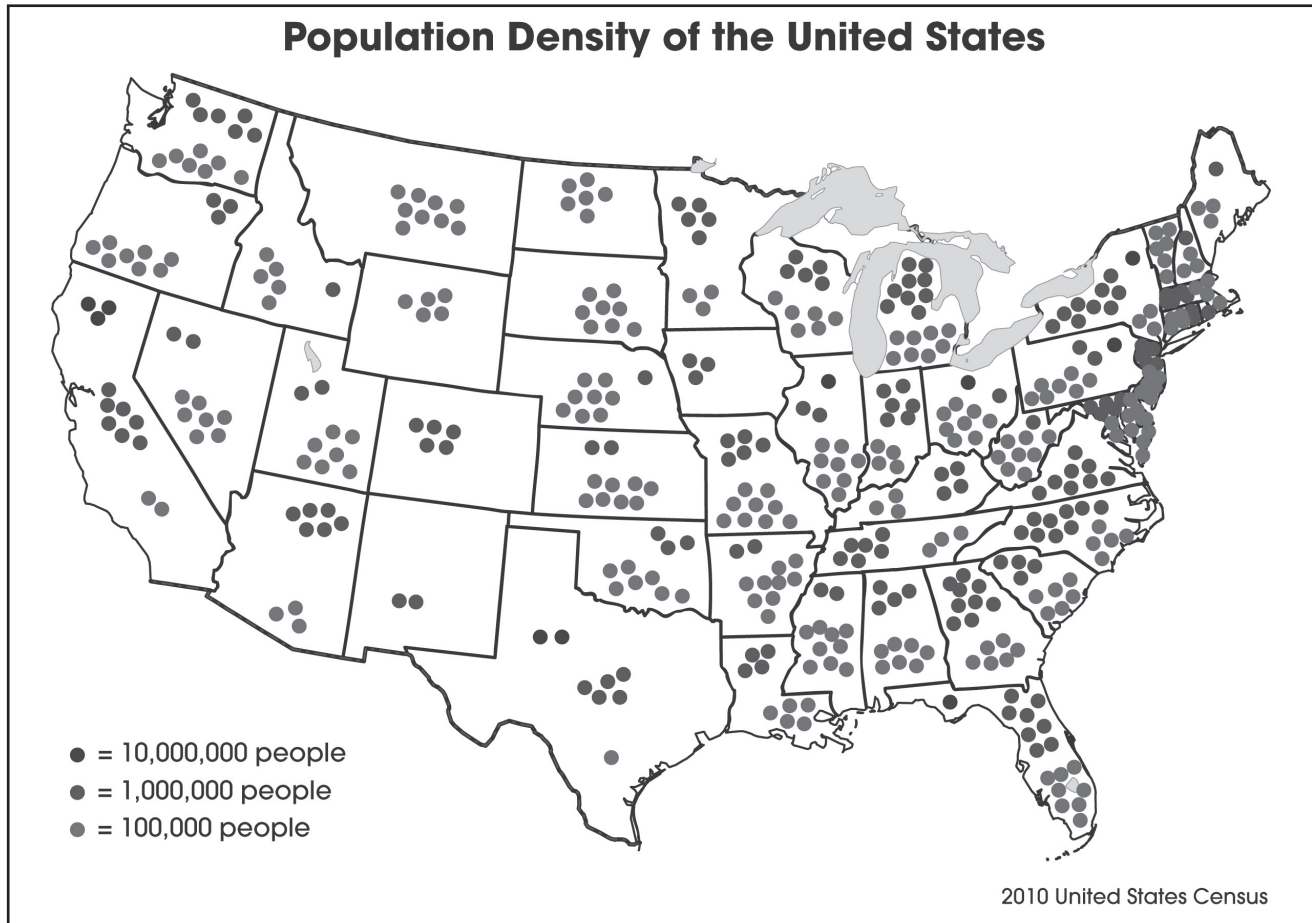 Population Density of the United States
= 10,000,000 people
= 1,000,000 people
= 100,000 people
2010 United States Census